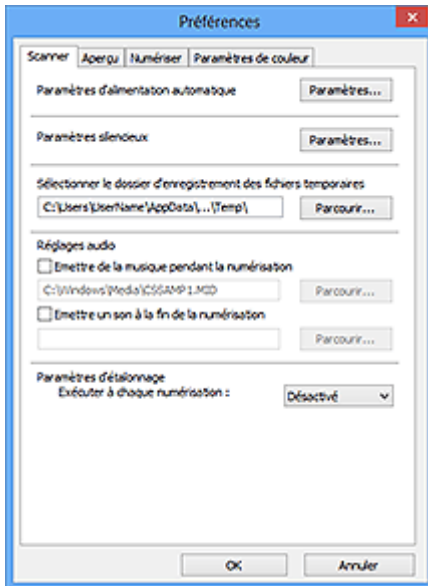 Préférences
Scanner Aperçu Numériser Paramètres de couleur
Paramètres d'alimentation automatique Paramètres...
Paramètres silencieux Paramètres...
Sélectionner le dossier d'enregistrement des fichiers temporaires
C:\Users\UserName\AppData\,...\Temp\ Parcourir...
Réglages audio
Emettre de la musique pendant la numérisation
C:\Windows\Media\CSSAMP1.MID Parcourir...
Emettre un son à la fin de la numérisation
Parcourir...
Paramètres d'étalonnage
Exécuter à chaque numérisation : Désactivé
OK Annuler